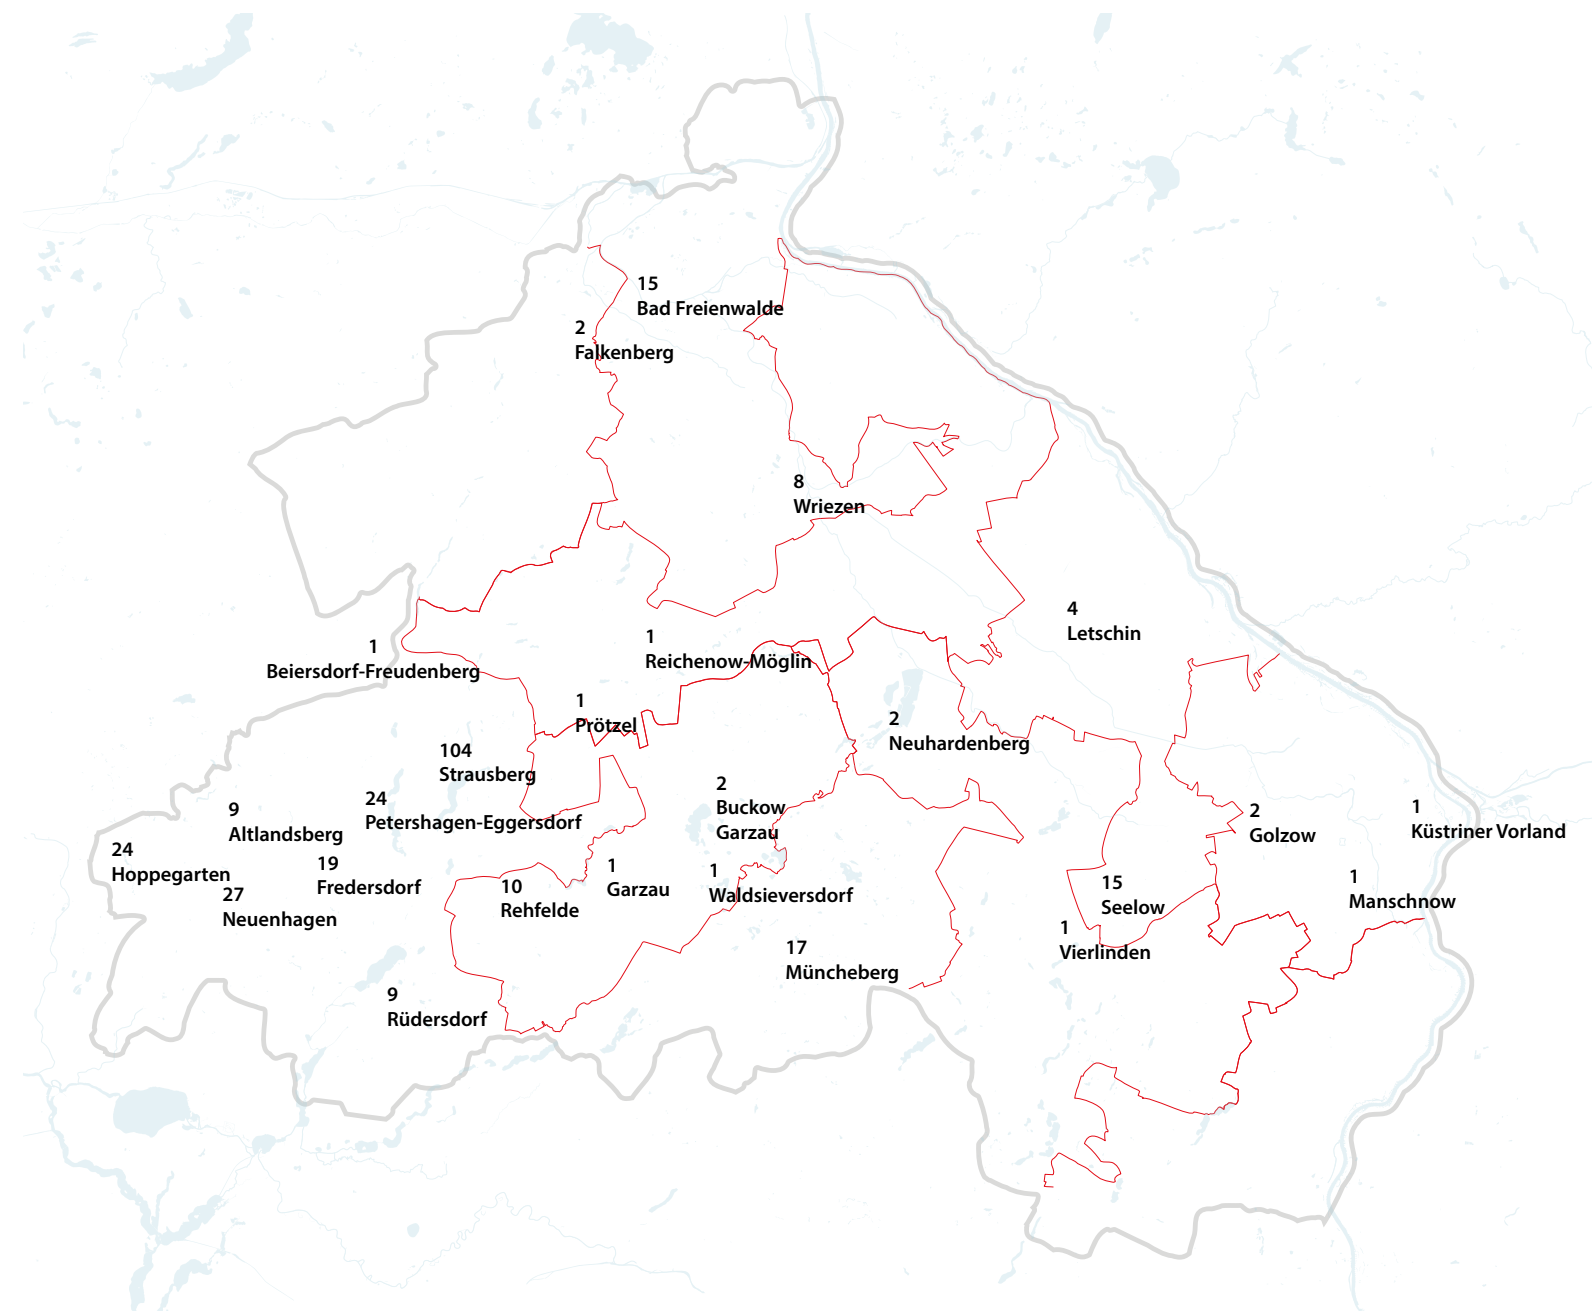 15
Bad Freienwalde
2
Falkenberg
8
Wriezen
4
Letschin
1
Beiersdorf-Freudenberg
1
Reichenow-Möglin
1
Prötzel
2
Neuhardenberg
104
Strausberg
24
Petershagen-Eggersdorf
2
Buckow
Garzau
9
Altlandsberg
2
Golzow
1
Küstriner Vorland
24
Hoppegarten
19
Fredersdorf
27
Neuenhagen
10
Rehfelde
1
Garzau
1
Waldsieversdorf
15
Seelow
1
Manschnow
1
Vierlinden
17
Müncheberg
9
Rüdersdorf